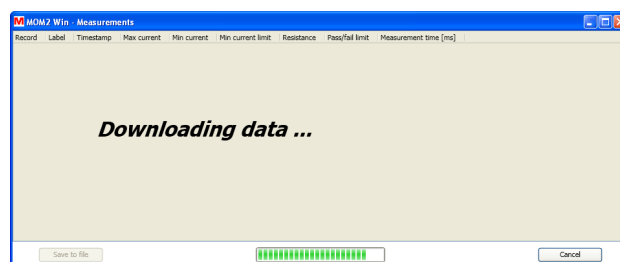 M MOM2 Win - Measurements
Record Label Timestamp Max current Min current Min current limit Resistance Pass/fail limit Measurement time [ms]
Downloading data ...
Save to file Cancel